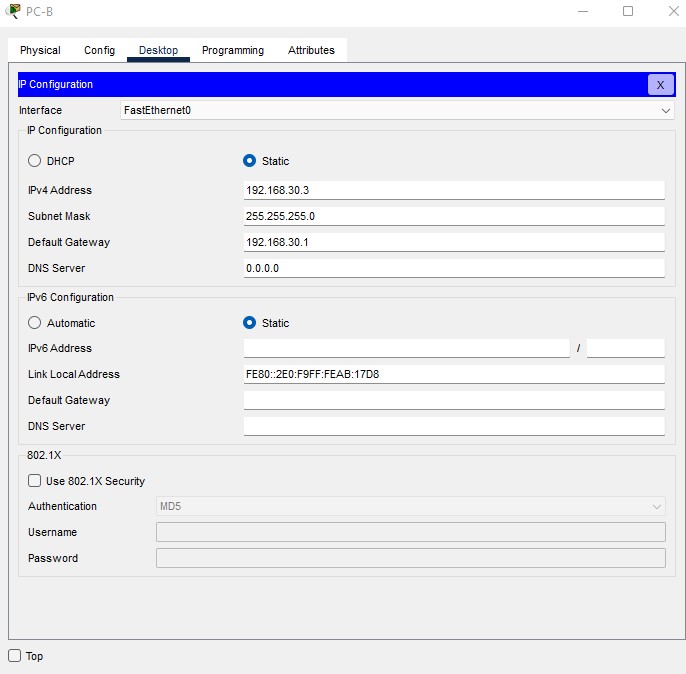 PC-B
Physical Config Desktop Programming Attributes
IP Configuration X
Interface FastEthernet0
IP Configuration
DHCP Static
IPv4 Address 192.168.30.3
Subnet Mask 255.255.255.0
Default Gateway 192.168.30.1
DNS Server 0.0.0.0
IPv6 Configuration
Automatic Static
IPv6 Address /
Link Local Address FE80::2E0:F9FF:FEAB:17D8
Default Gateway
DNS Server
802.1X
Use 802.1X Security
Authentication MD5
Username
Password
Top